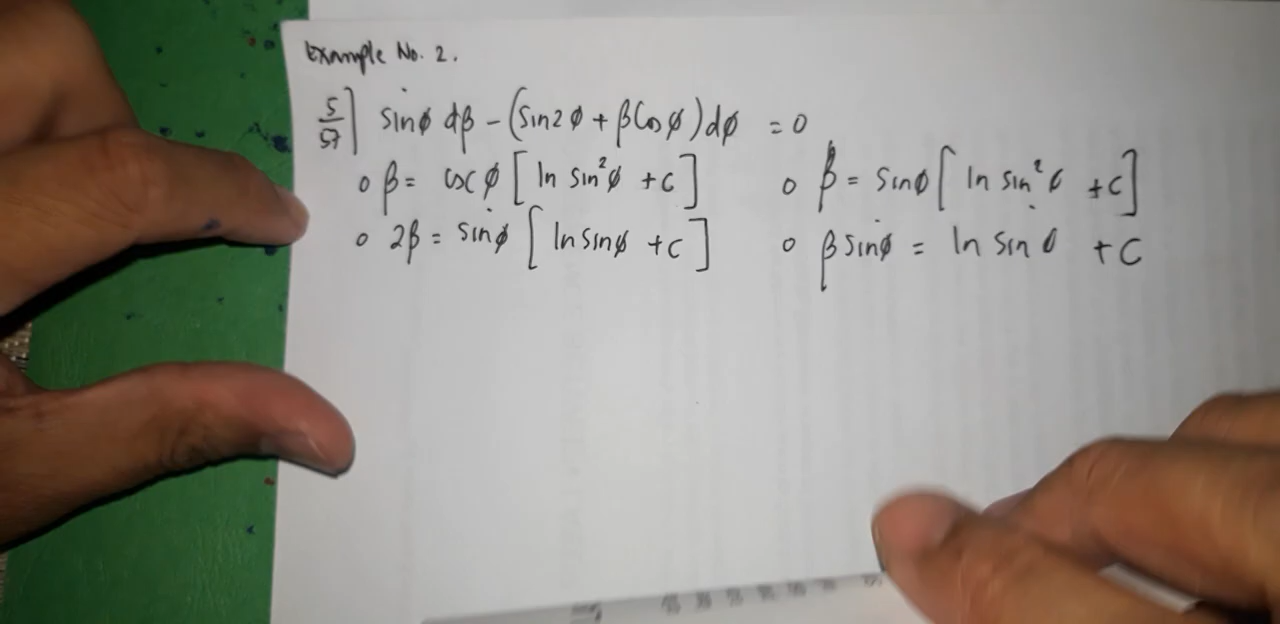 Example No. 2.
5/57] sinϕ dβ - (sin2ϕ + βCosϕ)dϕ = 0
o β = cscϕ [ln sin²ϕ + c] o β = sinϕ [ln sin²ϕ + c]
o 2β = sinϕ [ln sinϕ + c] o β sinϕ = ln sinϕ + C